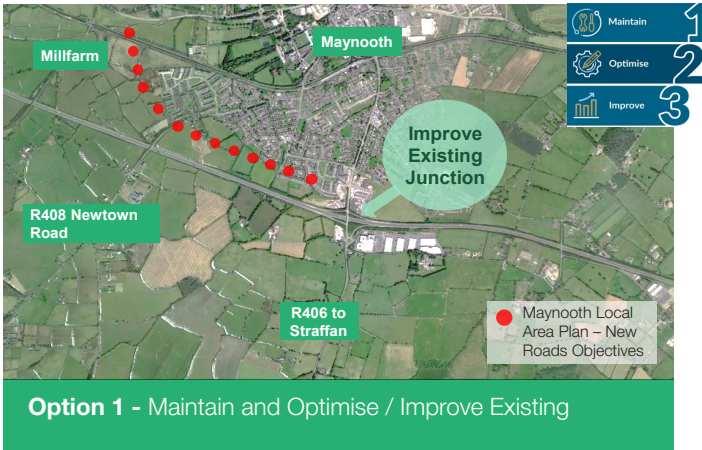 Maintain
1
Optimise
2
Improve
3
Maynooth
Millfarm
Improve
Existing
Junction
R408 Newtown
Road
R406 to
Straffan
Maynooth Local
Area Plan – New
Roads Objectives
Option 1 - Maintain and Optimise / Improve Existing